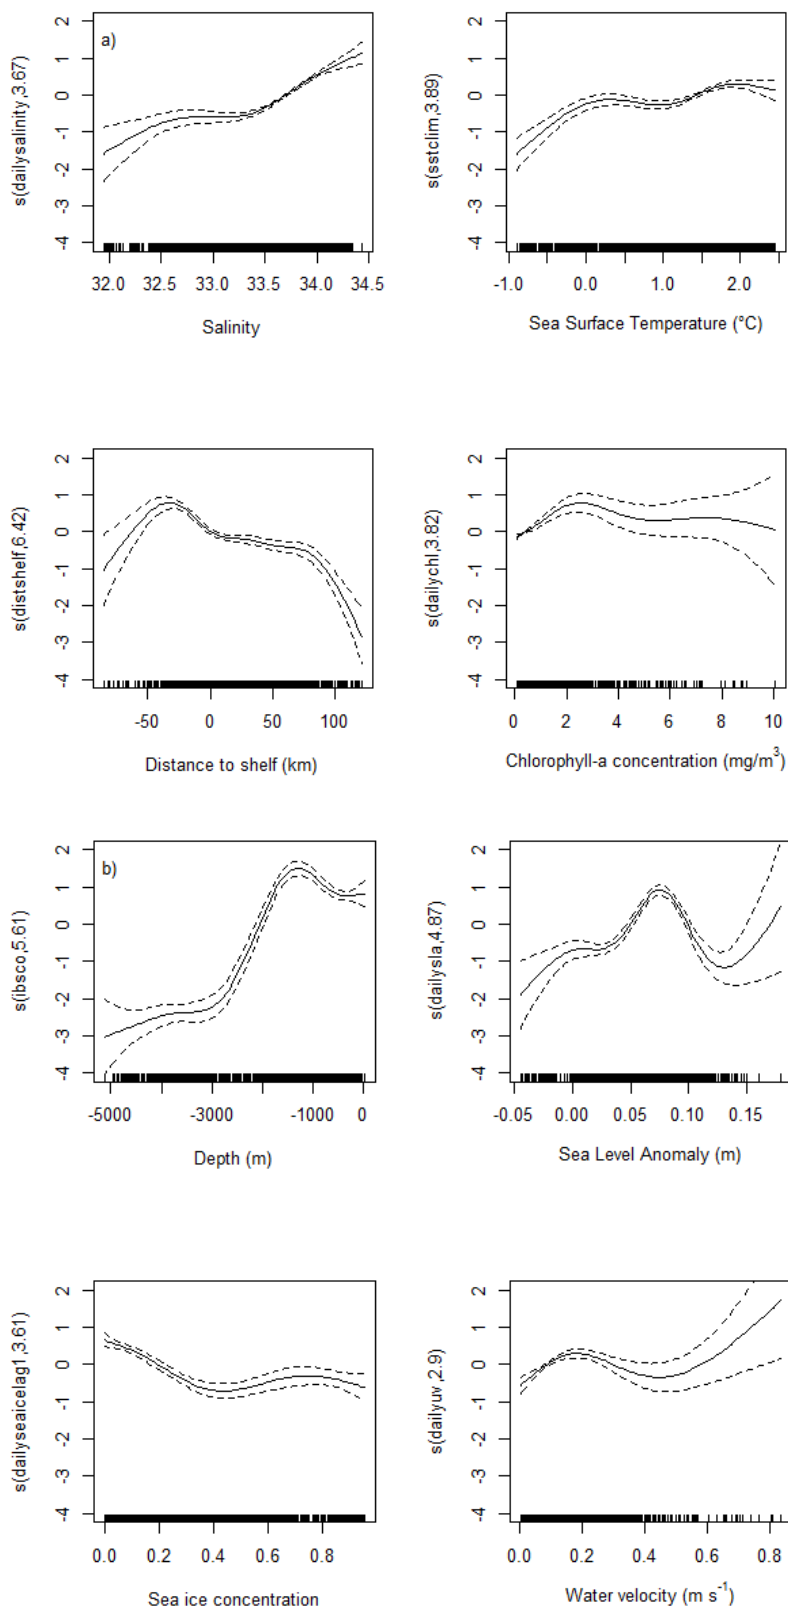 a)
s(dailysalinity,3.67)
2
1
0
-1
-2
-3
-4
32.0 32.5 33.0 33.5 34.0 34.5
Salinity
s(sstclim,3.89)
2
1
0
-1
-2
-3
-4
-1.0 0.0 1.0 2.0
Sea Surface Temperature (°C)
s(distshelf,6.42)
2
1
0
-1
-2
-3
-4
-50 0 50 100
Distance to shelf (km)
s(dailychl,3.82)
2
1
0
-1
-2
-3
-4
0 2 4 6 8 10
Chlorophyll-a concentration (mg/m³)
b)
s(ibsco,5.61)
2
1
0
-1
-2
-3
-4
-5000 -3000 -1000 0
Depth (m)
s(dailysla,4.87)
2
1
0
-1
-2
-3
-4
-0.05 0.00 0.05 0.10 0.15
Sea Level Anomaly (m)
s(dailyseaicelag1,3.61)
2
1
0
-1
-2
-3
-4
0.0 0.2 0.4 0.6 0.8
Sea ice concentration
s(dailyuv,2.9)
2
1
0
-1
-2
-3
-4
0.0 0.2 0.4 0.6 0.8
Water velocity (m s⁻¹)